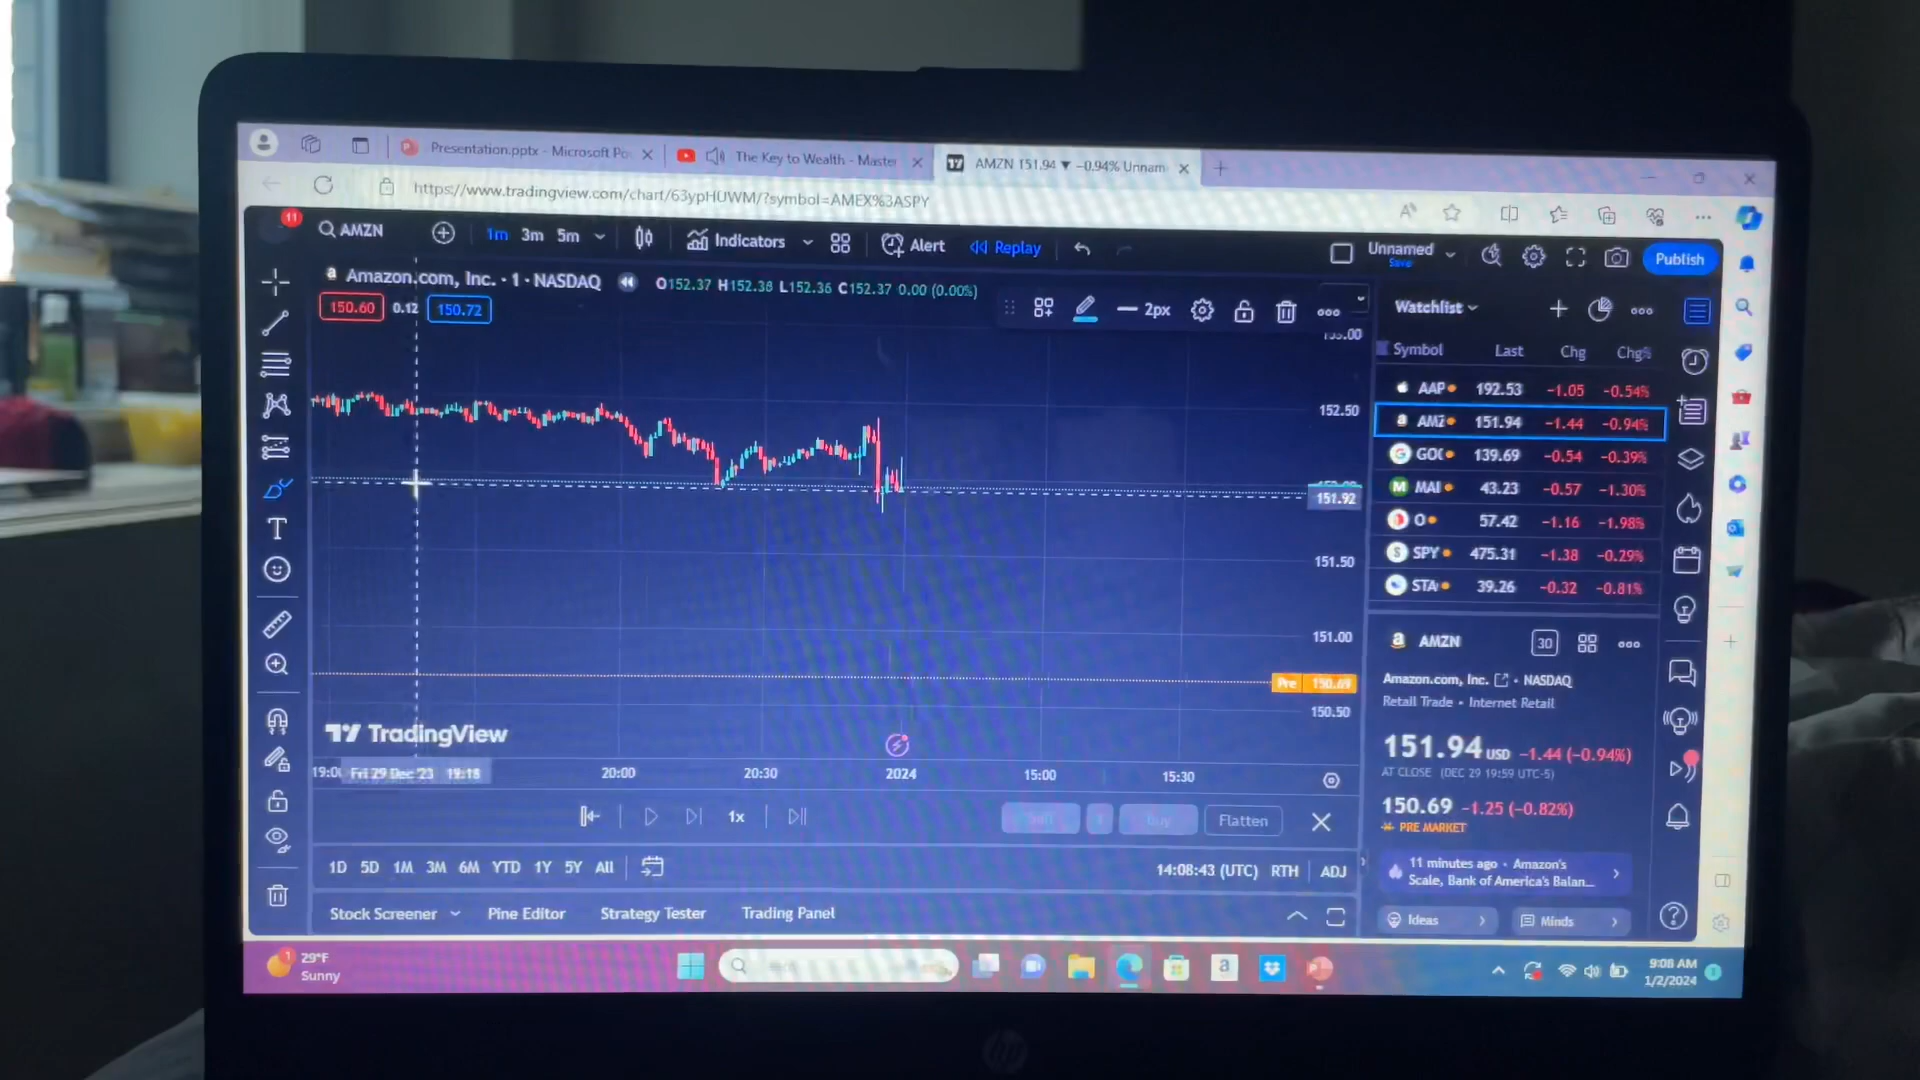 Presentation.pptx - Microsoft Po
The Key to Wealth - Master
AMZN 151.94 ▼ −0.94% Unnam
https://www.tradingview.com/chart/63ypHUWM/?symbol=AMEX%3ASPY
11
AMZN
1m 3m 5m
Indicators
Alert
Replay
Unnamed
Save
Publish
Amazon.com, Inc. · 1 · NASDAQ
O152.37 H152.38 L152.36 C152.37 0.00 (0.00%)
150.60 0.12 150.72
2px
152.50
151.92
151.50
151.00
Pre 150.69
150.50
TradingView
Fri 29 Dec '23 19:18
20:00 20:30 2024 15:00 15:30
1x
Sell Buy Flatten
1D 5D 1M 3M 6M YTD 1Y 5Y All
14:08:43 (UTC) RTH ADJ
Stock Screener Pine Editor Strategy Tester Trading Panel
Watchlist
Symbol Last Chg Chg%
AAP 192.53 −1.05 −0.54%
AMZ 151.94 −1.44 −0.94%
GOO 139.69 −0.54 −0.39%
MAI 43.23 −0.57 −1.30%
O 57.42 −1.16 −1.98%
SPY 475.31 −1.38 −0.29%
STA 39.26 −0.32 −0.81%
AMZN
30
Amazon.com, Inc. · NASDAQ
Retail Trade · Internet Retail
151.94 USD −1.44 (−0.94%)
AT CLOSE (DEC 29 19:59 UTC-5)
150.69 −1.25 (−0.82%)
PRE MARKET
11 minutes ago · Amazon's
Scale, Bank of America's Balan...
Ideas Minds
1
29°F
Sunny
9:08 AM
1/2/2024
hp